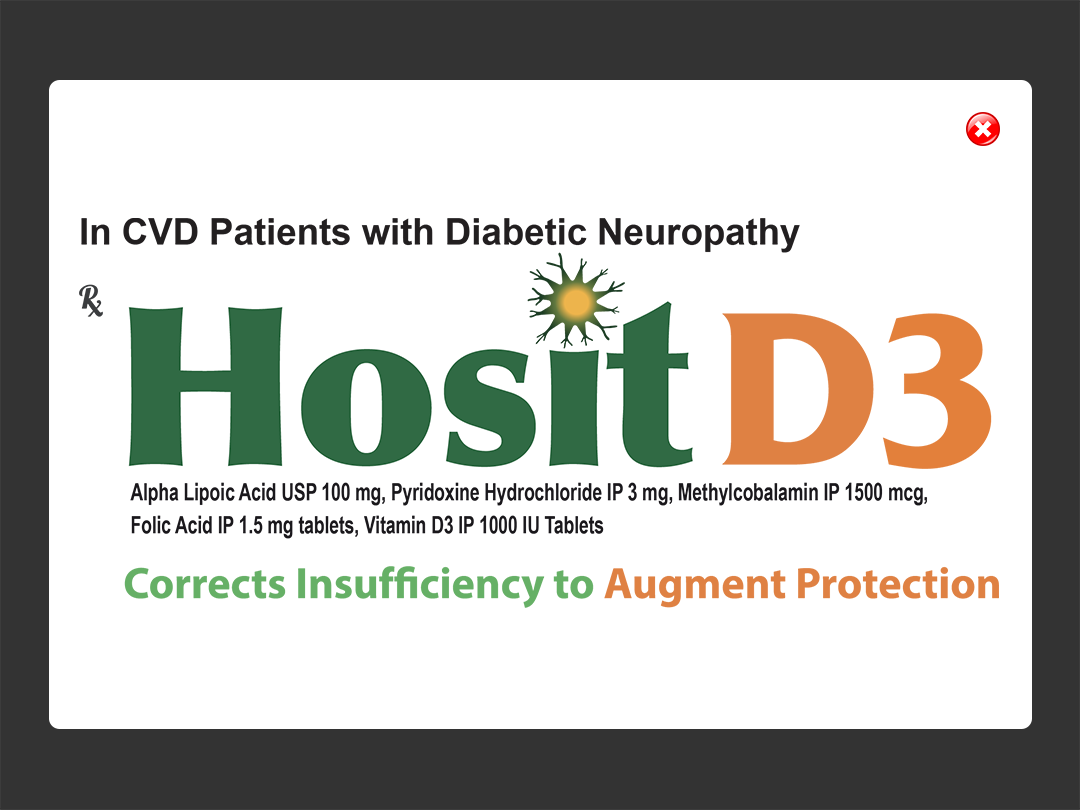 In CVD Patients with Diabetic Neuropathy
℞ Hosit D3
Alpha Lipoic Acid USP 100 mg, Pyridoxine Hydrochloride IP 3 mg, Methylcobalamin IP 1500 mcg,
Folic Acid IP 1.5 mg tablets, Vitamin D3 IP 1000 IU Tablets
Corrects Insufficiency to Augment Protection